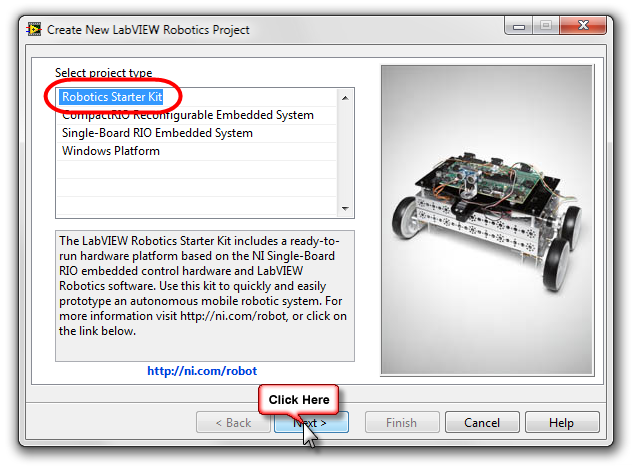 Create New LabVIEW Robotics Project
Select project type
Robotics Starter Kit
CompactRIO Reconfigurable Embedded System
Single-Board RIO Embedded System
Windows Platform
The LabVIEW Robotics Starter Kit includes a ready-to-
run hardware platform based on the NI Single-Board
RIO embedded control hardware and LabVIEW
Robotics software. Use this kit to quickly and easily
prototype an autonomous mobile robotic system. For
more information visit http://ni.com/robot, or click on
the link below.
http://ni.com/robot
Click Here
< Back
Next >
Finish
Cancel
Help